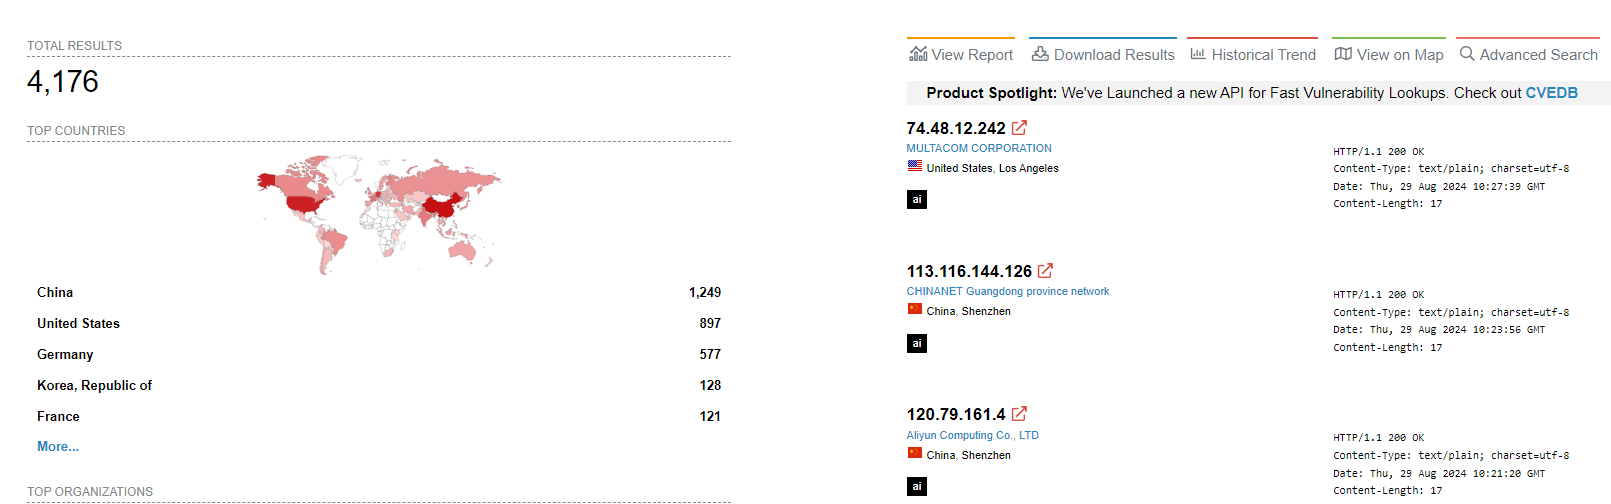 TOTAL RESULTS
4,176
TOP COUNTRIES
China 1,249
United States 897
Germany 577
Korea, Republic of 128
France 121
More...
TOP ORGANIZATIONS
View Report Download Results Historical Trend View on Map Advanced Search
Product Spotlight: We've Launched a new API for Fast Vulnerability Lookups. Check out CVEDB
74.48.12.242
MULTACOM CORPORATION
United States, Los Angeles
ai
HTTP/1.1 200 OK
Content-Type: text/plain; charset=utf-8
Date: Thu, 29 Aug 2024 10:27:39 GMT
Content-Length: 17
113.116.144.126
CHINANET Guangdong province network
China, Shenzhen
ai
HTTP/1.1 200 OK
Content-Type: text/plain; charset=utf-8
Date: Thu, 29 Aug 2024 10:23:56 GMT
Content-Length: 17
120.79.161.4
Aliyun Computing Co., LTD
China, Shenzhen
ai
HTTP/1.1 200 OK
Content-Type: text/plain; charset=utf-8
Date: Thu, 29 Aug 2024 10:21:20 GMT
Content-Length: 17